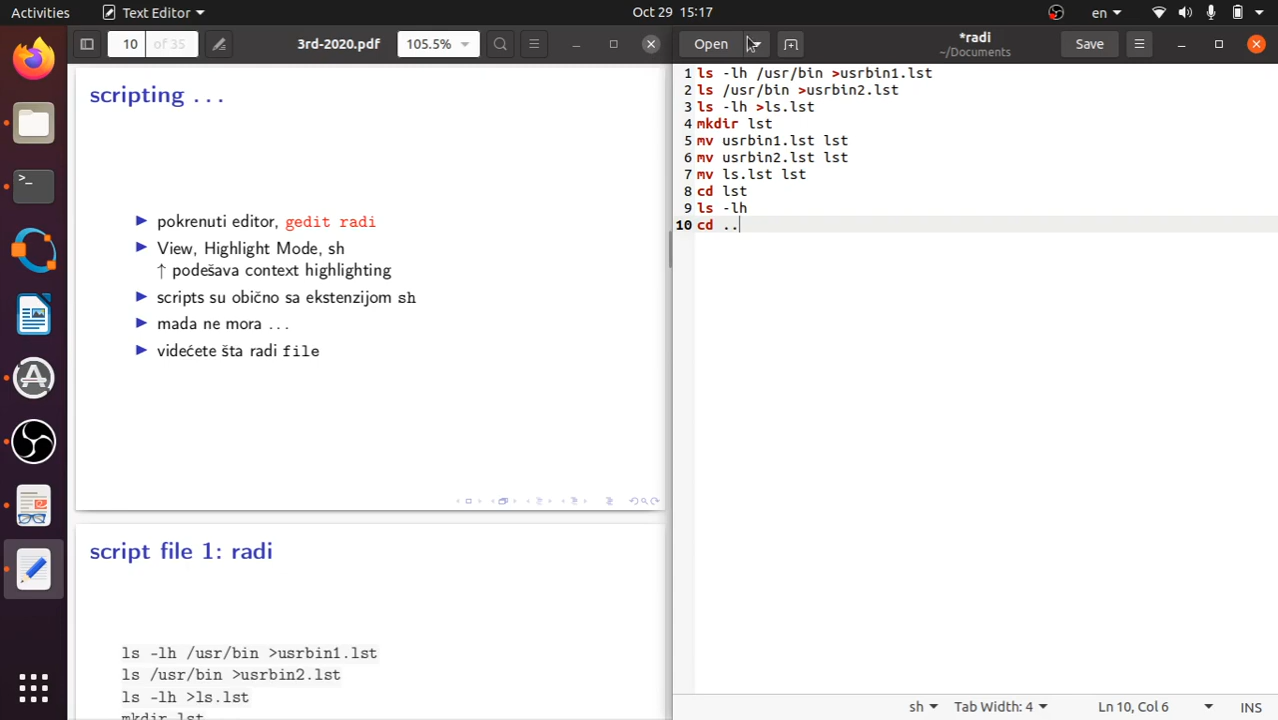 Activities Text Editor Oct 29 15:17 en
10 of 35 3rd-2020.pdf 105.5%
scripting ...
pokrenuti editor, gedit radi
View, Highlight Mode, sh
↑ podešava context highlighting
scripts su obično sa ekstenzijom sh
mada ne mora ...
videćete šta radi file
script file 1: radi
ls -lh /usr/bin >usrbin1.lst
ls /usr/bin >usrbin2.lst
ls -lh >ls.lst
mkdir lst
Open *radi Save
~/Documents
1 ls -lh /usr/bin >usrbin1.lst
2 ls /usr/bin >usrbin2.lst
3 ls -lh >ls.lst
4 mkdir lst
5 mv usrbin1.lst lst
6 mv usrbin2.lst lst
7 mv ls.lst lst
8 cd lst
9 ls -lh
10 cd ..
sh Tab Width: 4 Ln 10, Col 6 INS